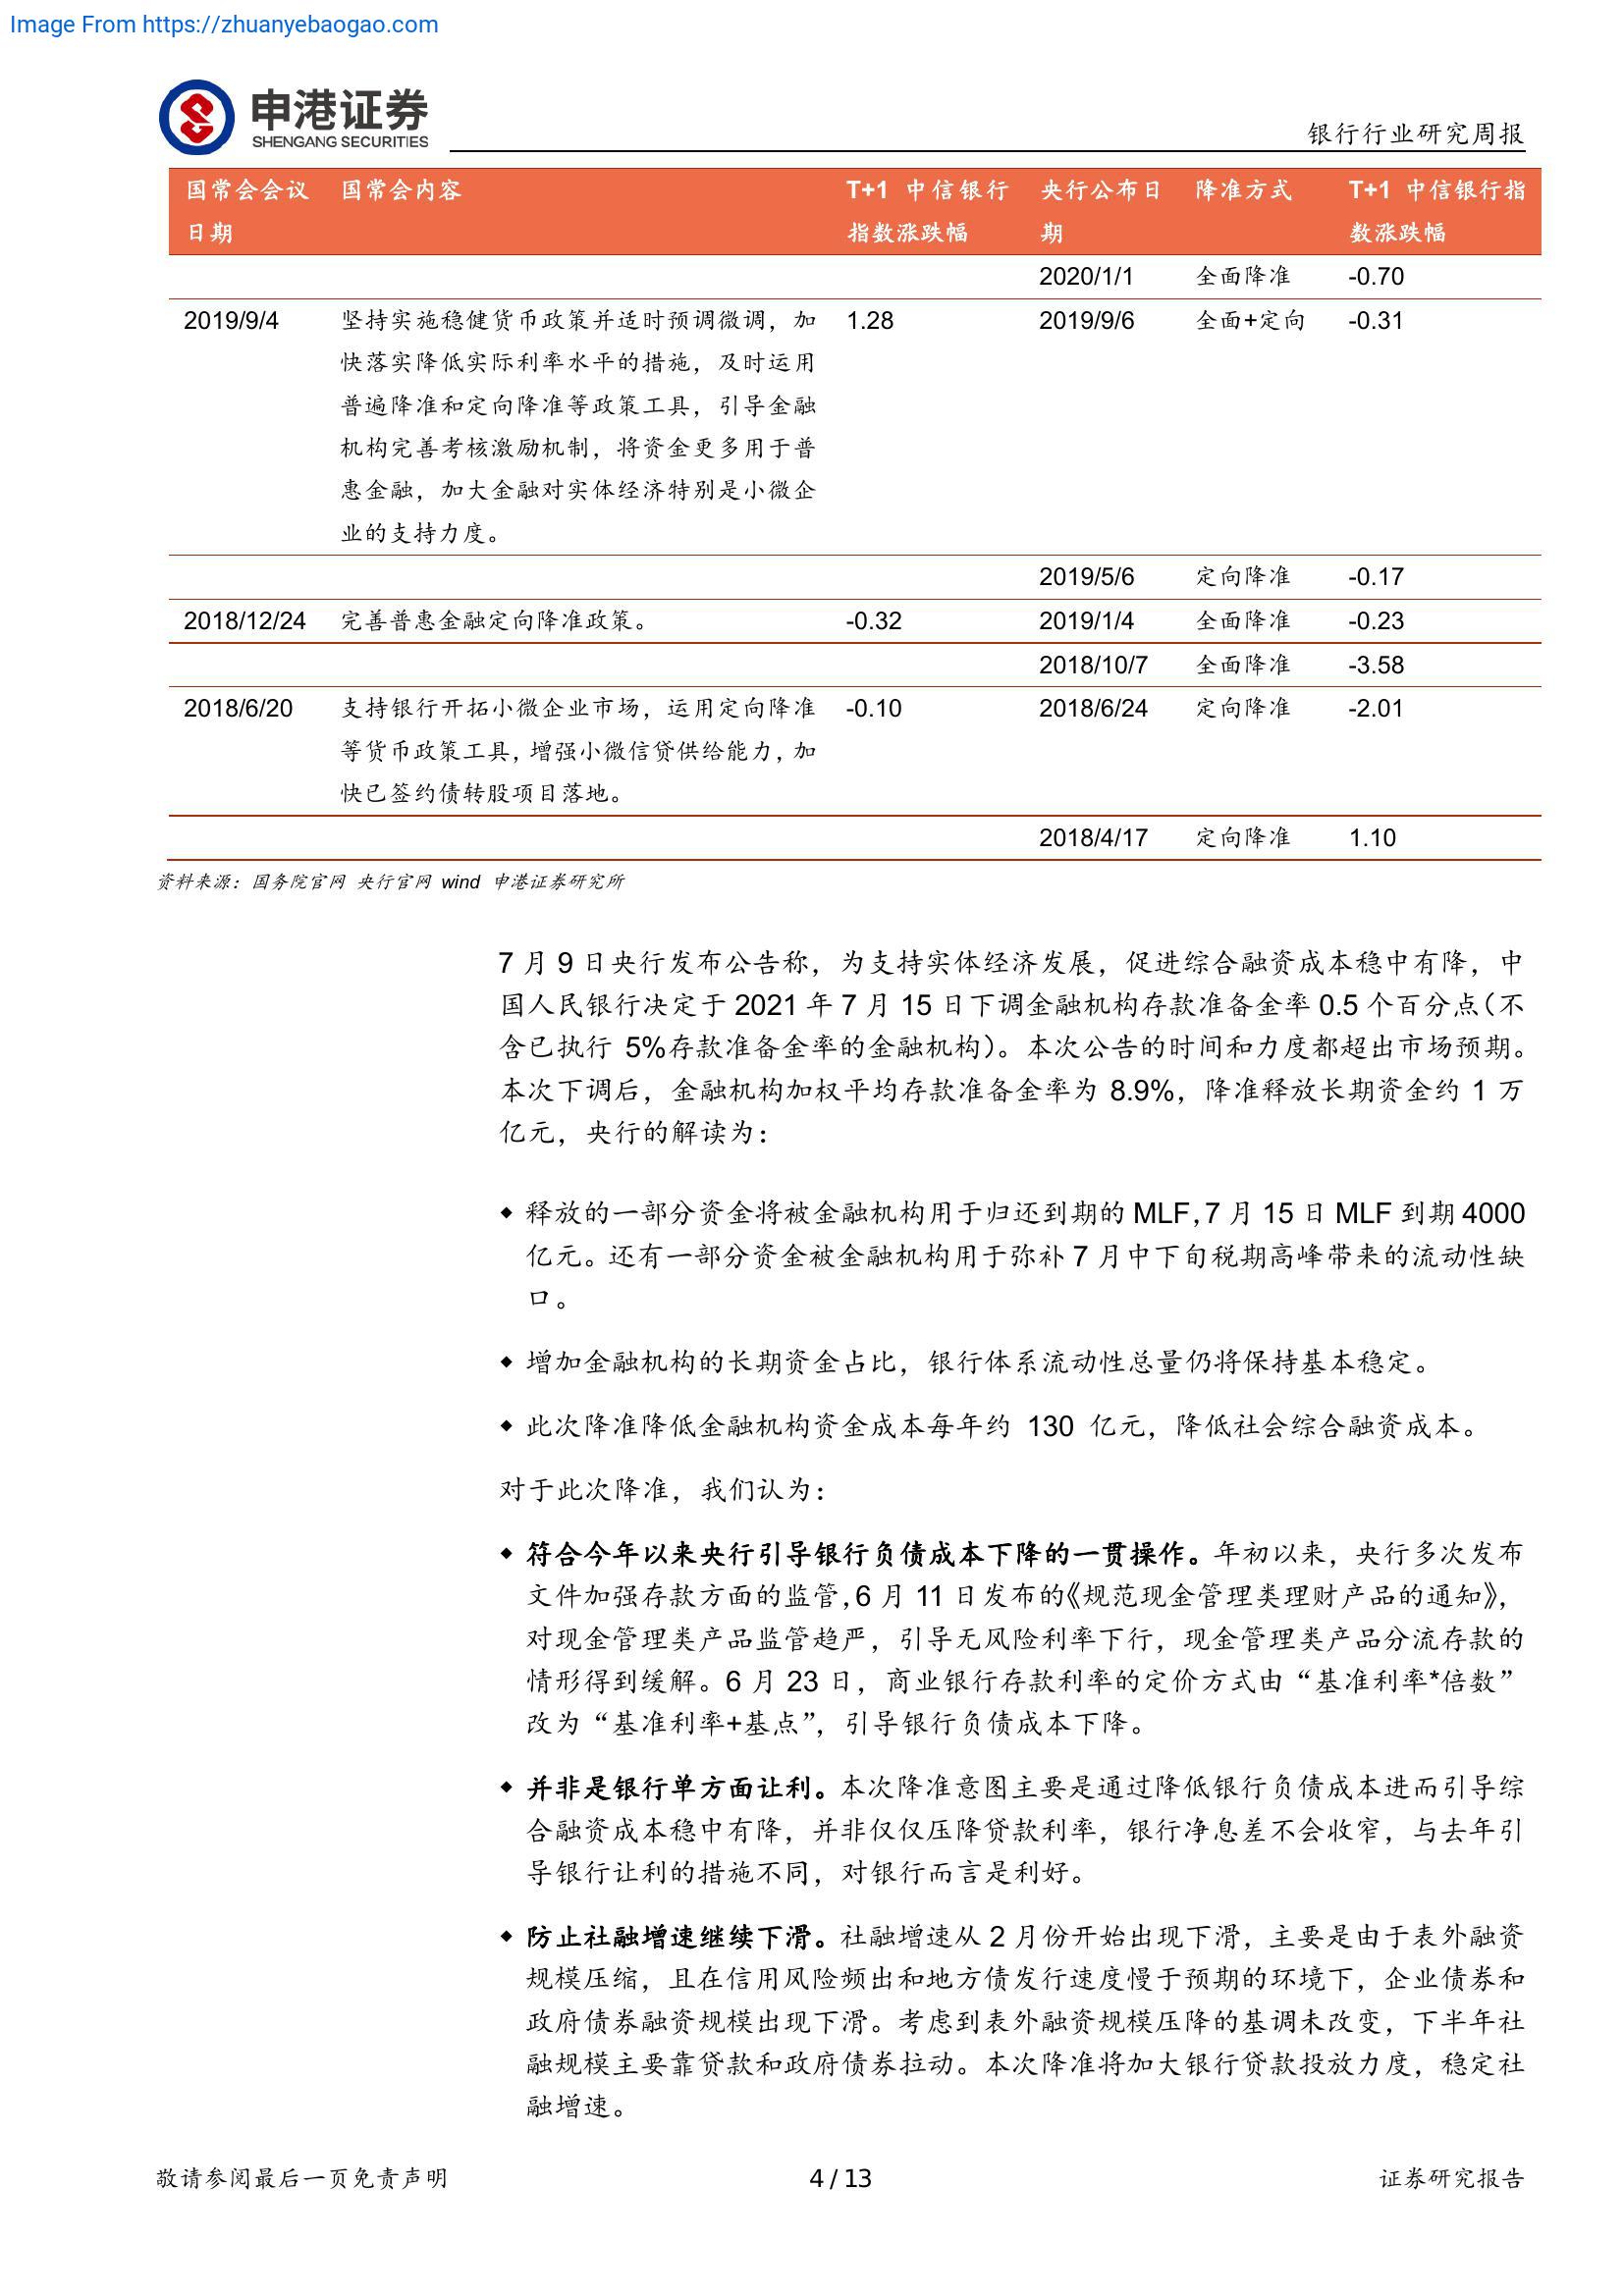 Image From https://zhuanyebaogao.com
申港证券
SHENGANG SECURITIES
银行行业研究周报
国常会会议日期 国常会内容 T+1 中信银行指数涨跌幅 央行公布日期 降准方式 T+1 中信银行指数涨跌幅
2020/1/1 全面降准 -0.70
2019/9/4 坚持实施稳健货币政策并适时预调微调，加 1.28 2019/9/6 全面+定向 -0.31
快落实降低实际利率水平的措施，及时运用
普遍降准和定向降准等政策工具，引导金融
机构完善考核激励机制，将资金更多用于普
惠金融，加大金融对实体经济特别是小微企
业的支持力度。
2019/5/6 定向降准 -0.17
2018/12/24 完善普惠金融定向降准政策。 -0.32 2019/1/4 全面降准 -0.23
2018/10/7 全面降准 -3.58
2018/6/20 支持银行开拓小微企业市场，运用定向降准 -0.10 2018/6/24 定向降准 -2.01
等货币政策工具，增强小微信贷供给能力，加
快已签约债转股项目落地。
2018/4/17 定向降准 1.10
资料来源：国务院官网 央行官网 wind 申港证券研究所
7 月 9 日央行发布公告称，为支持实体经济发展，促进综合融资成本稳中有降，中
国人民银行决定于 2021 年 7 月 15 日下调金融机构存款准备金率 0.5 个百分点（不
含已执行 5%存款准备金率的金融机构）。本次公告的时间和力度都超出市场预期。
本次下调后，金融机构加权平均存款准备金率为 8.9%，降准释放长期资金约 1 万
亿元，央行的解读为：
◆ 释放的一部分资金将被金融机构用于归还到期的 MLF，7 月 15 日 MLF 到期 4000
亿元。还有一部分资金被金融机构用于弥补 7 月中下旬税期高峰带来的流动性缺
口。
◆ 增加金融机构的长期资金占比，银行体系流动性总量仍将保持基本稳定。
◆ 此次降准降低金融机构资金成本每年约 130 亿元，降低社会综合融资成本。
对于此次降准，我们认为：
◆ 符合今年以来央行引导银行负债成本下降的一贯操作。年初以来，央行多次发布
文件加强存款方面的监管，6 月 11 日发布的《规范现金管理类理财产品的通知》，
对现金管理类产品监管趋严，引导无风险利率下行，现金管理类产品分流存款的
情形得到缓解。6 月 23 日，商业银行存款利率的定价方式由“基准利率*倍数”
改为“基准利率+基点”，引导银行负债成本下降。
◆ 并非是银行单方面让利。本次降准意图主要是通过降低银行负债成本进而引导综
合融资成本稳中有降，并非仅仅压降贷款利率，银行净息差不会收窄，与去年引
导银行让利的措施不同，对银行而言是利好。
◆ 防止社融增速继续下滑。社融增速从 2 月份开始出现下滑，主要是由于表外融资
规模压缩，且在信用风险频出和地方债发行速度慢于预期的环境下，企业债券和
政府债券融资规模出现下滑。考虑到表外融资规模压降的基调未改变，下半年社
融规模主要靠贷款和政府债券拉动。本次降准将加大银行贷款投放力度，稳定社
融增速。
敬请参阅最后一页免责声明 4 / 13 证券研究报告